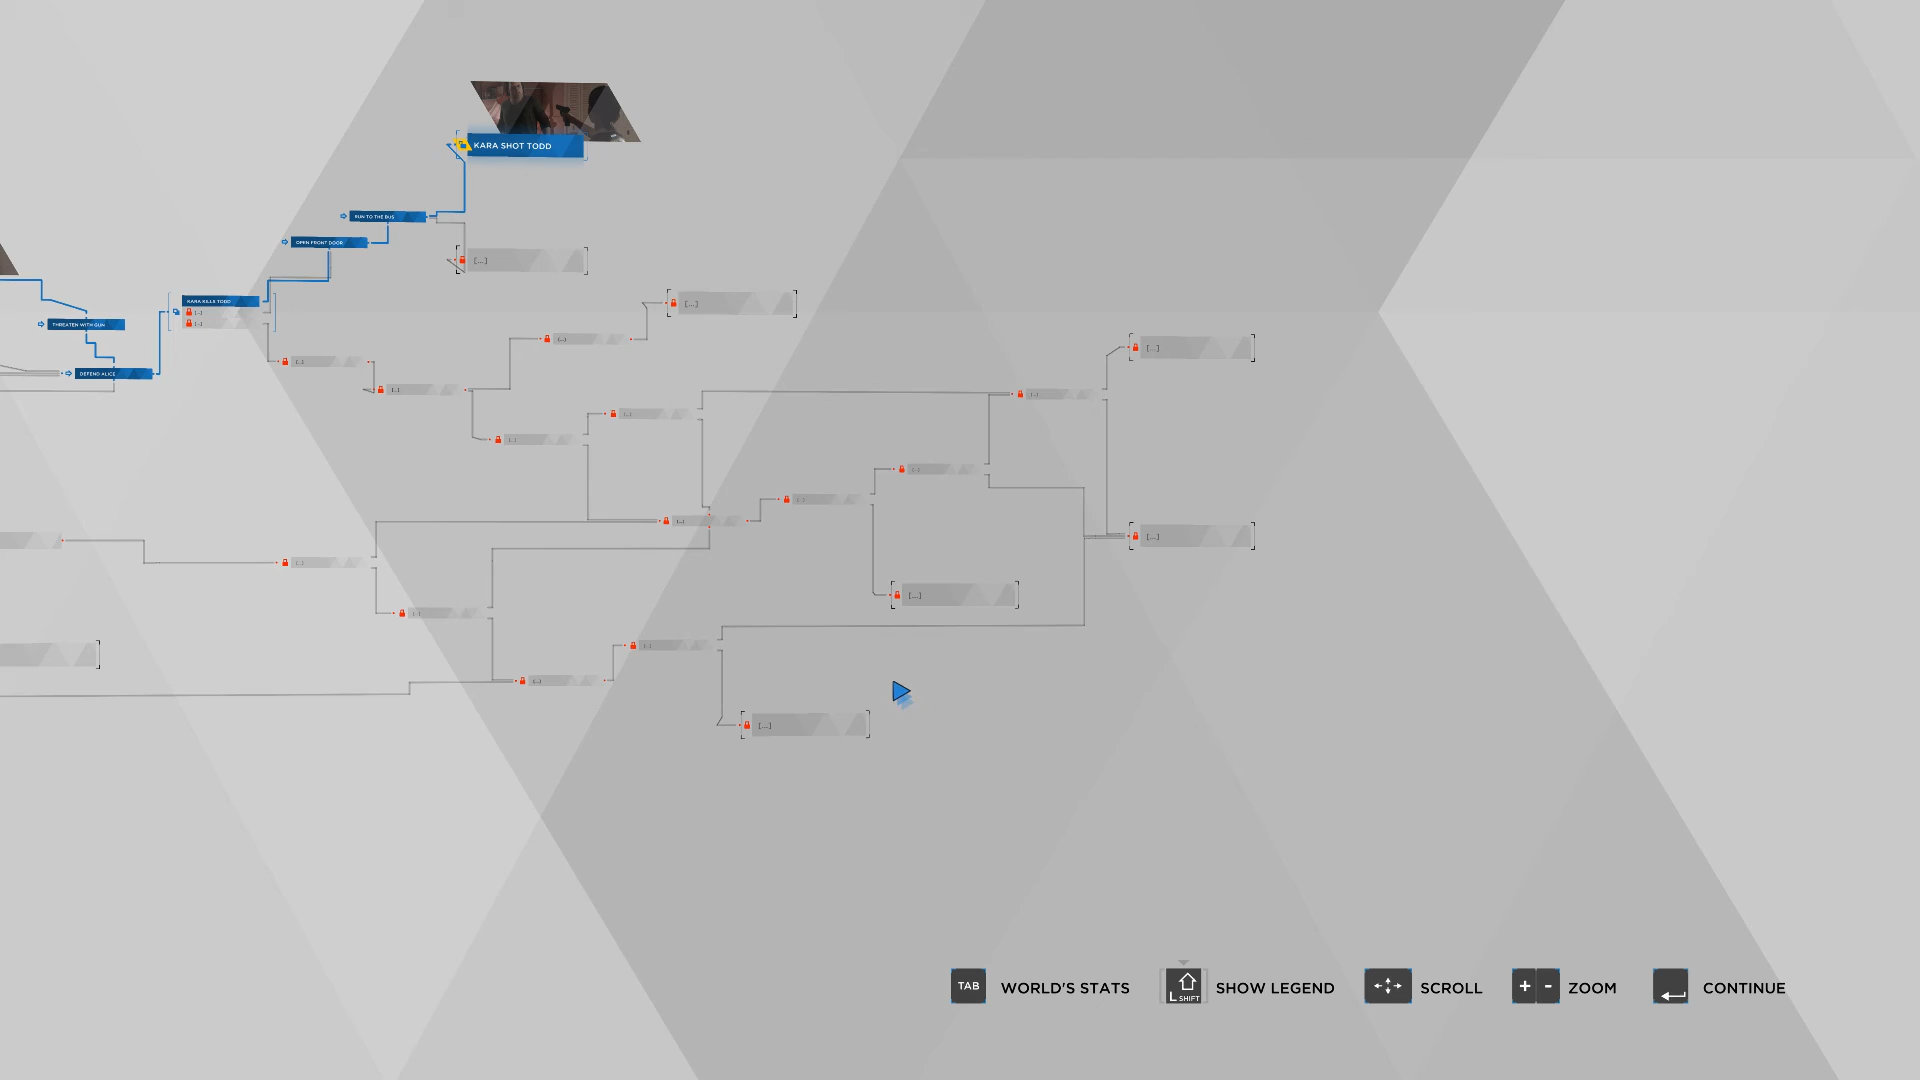 KARA SHOT TODD
RUN TO THE BUS
OPEN FRONT DOOR
[...]
KARA KILLS TODD
[...]
[...]
[...]
THREATEN WITH GUN
[...]
[...]
[...]
DEFEND ALICE
[...]
[...]
[...]
[...]
[...]
[...]
[...]
[...]
[...]
[...]
[...]
[...]
[...]
[...]
TAB WORLD'S STATS
L SHIFT SHOW LEGEND
SCROLL
+ - ZOOM
CONTINUE